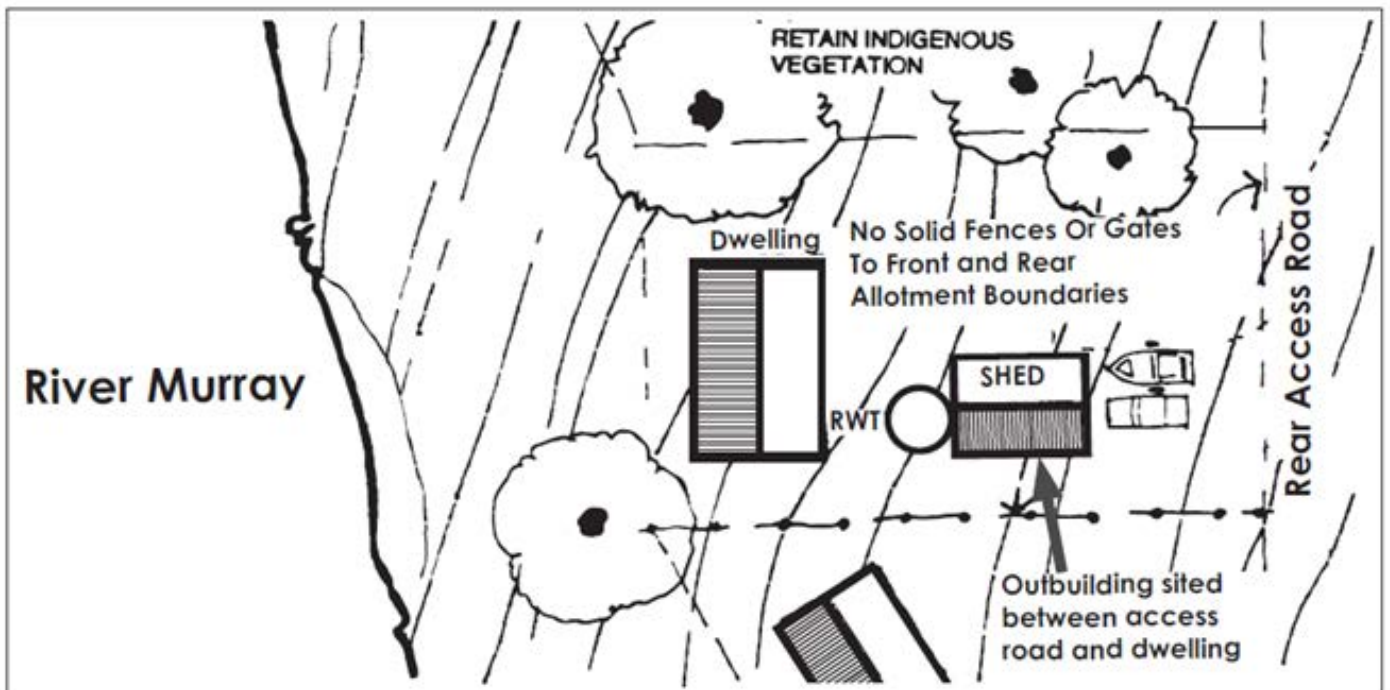 RETAIN INDIGENOUS
VEGETATION
Dwelling
No Solid Fences Or Gates
To Front and Rear
Allotment Boundaries
River Murray
SHED
RWT
Rear Access Road
Outbuilding sited
between access
road and dwelling